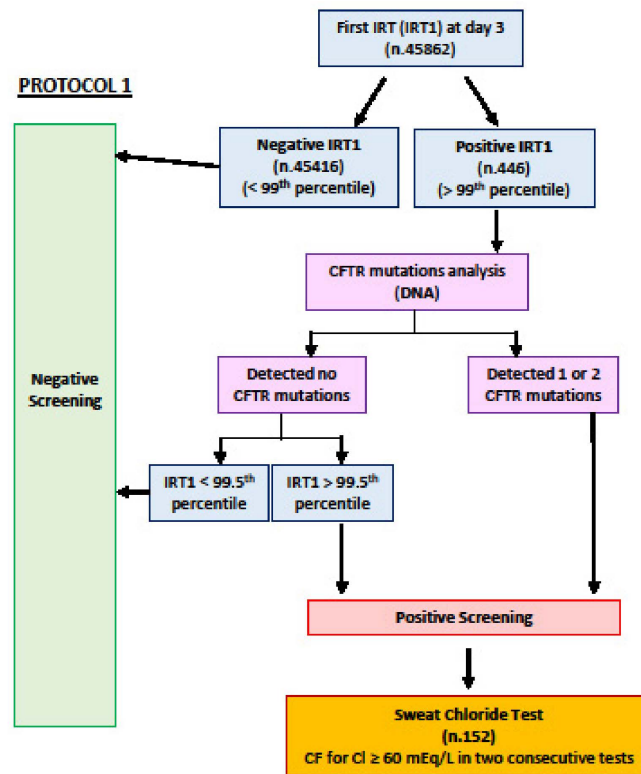 First IRT (IRT1) at day 3
(n.45862)
PROTOCOL 1
Negative IRT1
(n.45416)
(< 99th percentile)
Positive IRT1
(n.446)
(> 99th percentile)
CFTR mutations analysis
(DNA)
Detected no
CFTR mutations
Detected 1 or 2
CFTR mutations
Negative
Screening
IRT1 < 99.5th
percentile
IRT1 > 99.5th
percentile
Positive Screening
Sweat Chloride Test
(n.152)
CF for Cl ≥ 60 mEq/L in two consecutive tests